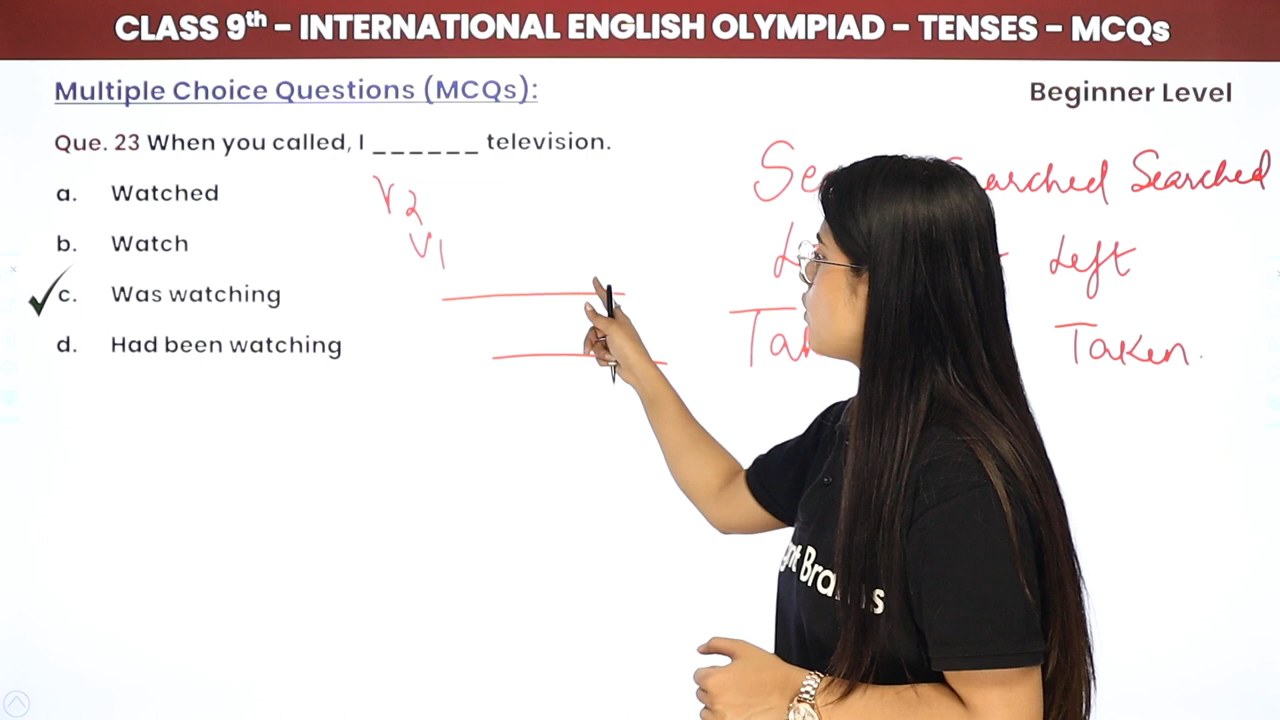 CLASS 9th - INTERNATIONAL ENGLISH OLYMPIAD - TENSES - MCQs
Multiple Choice Questions (MCQs):
Beginner Level
Que. 23 When you called, I ______ television.
a. Watched
b. Watch
c. Was watching
d. Had been watching
V2
V1
Searched
Left
Taken.